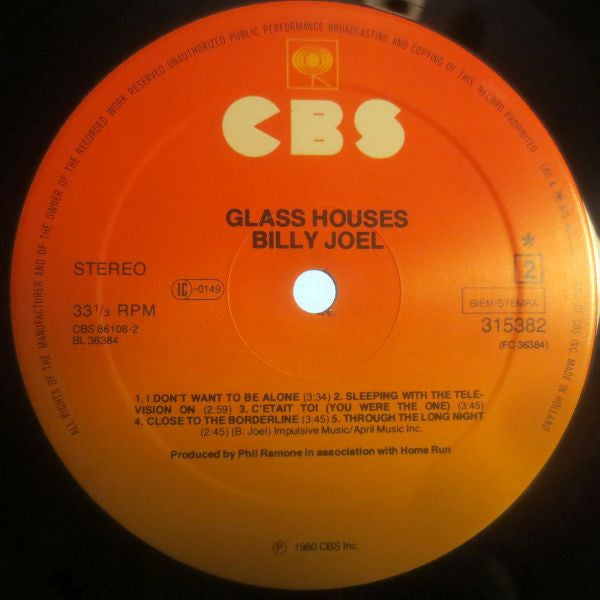 ALL RIGHTS OF THE MANUFACTURER AND OF THE OWNER OF THE RECORDED WORK RESERVED UNAUTHORIZED PUBLIC PERFORMANCE BROADCASTING AND COPYING OF THIS RECORD PROHIBITED
CBS INC. MADE IN HOLLAND
CBS
GLASS HOUSES
BILLY JOEL
STEREO
LC -0149
*
2
33 1/3 RPM
BIEM/STEMRA
CBS 86108-2
315382
BL 36384
(FC 36384)
1. I DON'T WANT TO BE ALONE (3:34) 2. SLEEPING WITH THE TELE-
VISION ON (2:59) 3. C'ETAIT TOI (YOU WERE THE ONE) (3:45)
4. CLOSE TO THE BORDERLINE (3:45) 5. THROUGH THE LONG NIGHT
(2:45) (B. Joel) Impulsive Music/April Music Inc.
Produced by Phil Ramone in association with Home Run
℗ 1980 CBS Inc.